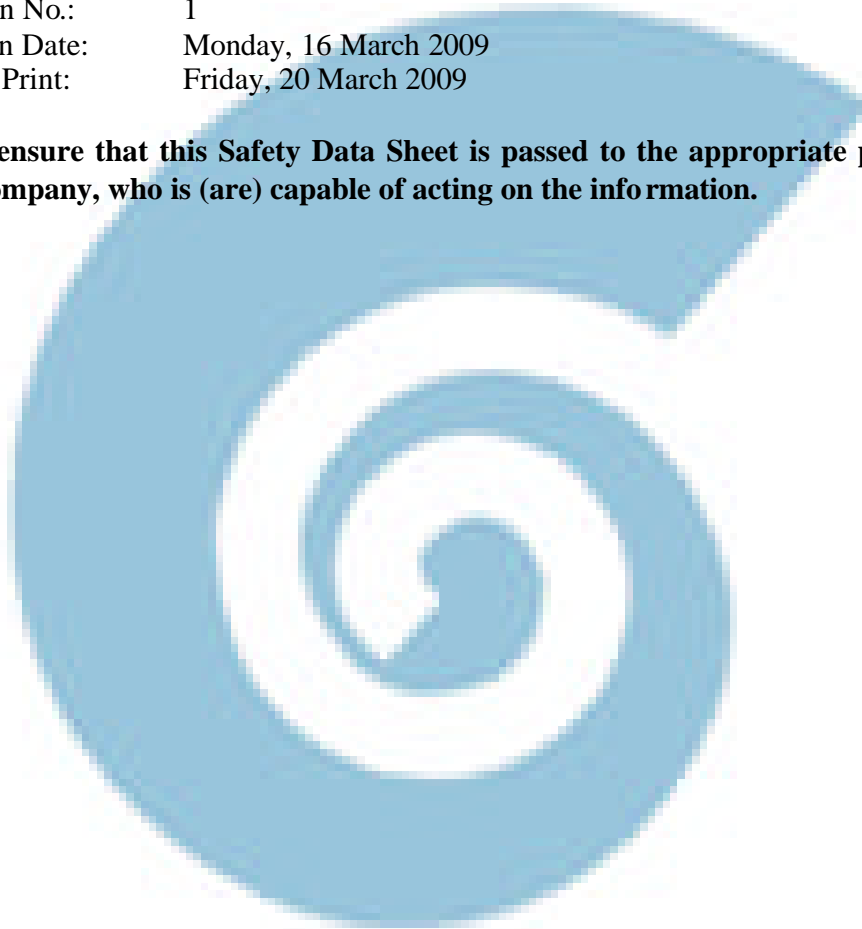 n No.: 1
n Date: Monday, 16 March 2009
Print: Friday, 20 March 2009
ensure that this Safety Data Sheet is passed to the appropriate p
ompany, who is (are) capable of acting on the info rmation.